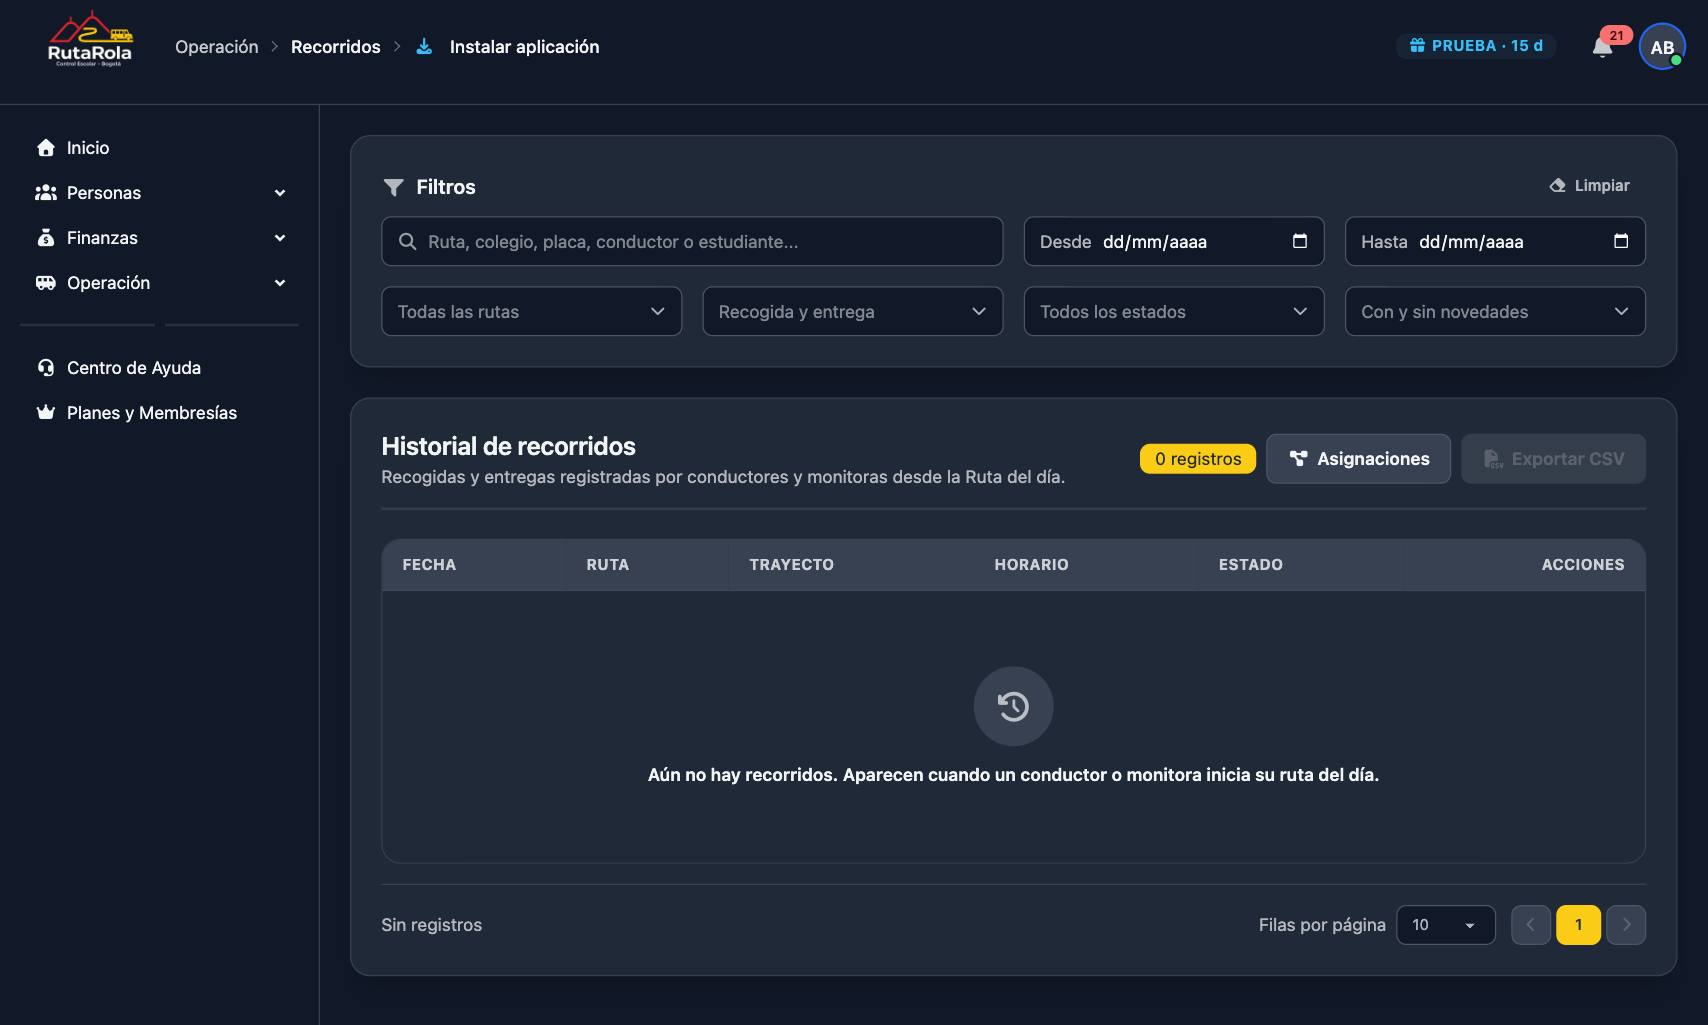 RutaRola
Control Escolar - Bogotá
Operación > Recorridos > Instalar aplicación
PRUEBA · 15 d
21
AB
Inicio
Personas
Finanzas
Operación
Centro de Ayuda
Planes y Membresías
Filtros
Limpiar
Ruta, colegio, placa, conductor o estudiante...
Desde dd/mm/aaaa
Hasta dd/mm/aaaa
Todas las rutas
Recogida y entrega
Todos los estados
Con y sin novedades
Historial de recorridos
Recogidas y entregas registradas por conductores y monitoras desde la Ruta del día.
0 registros
Asignaciones
Exportar CSV
FECHA RUTA TRAYECTO HORARIO ESTADO ACCIONES
Aún no hay recorridos. Aparecen cuando un conductor o monitora inicia su ruta del día.
Sin registros
Filas por página 10
1